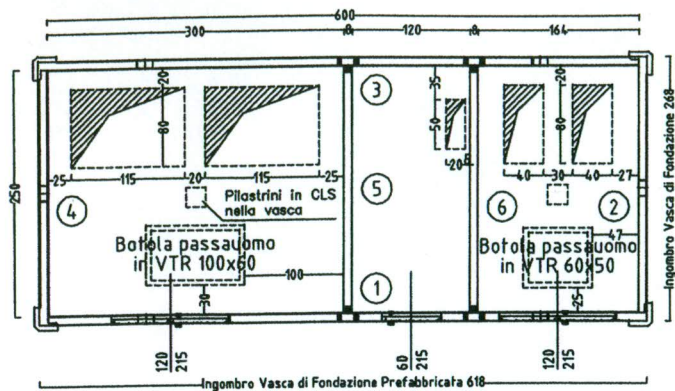 600
300 8 120 8 164
20 35 20
3
80 50 80
250
25 115 20 115 25
20 6
40 30 40 27
4
Pilastrini in CLS
nella vasca
5
6
2
47
Botola passauomo
in VTR 100x60
100
30
1
Botola passauomo
in VTR 60x50
25
120
215
60
215
120
215
Ingombro Vasca di Fondazione 268
Ingombro Vasca di Fondazione Prefabbricata 618